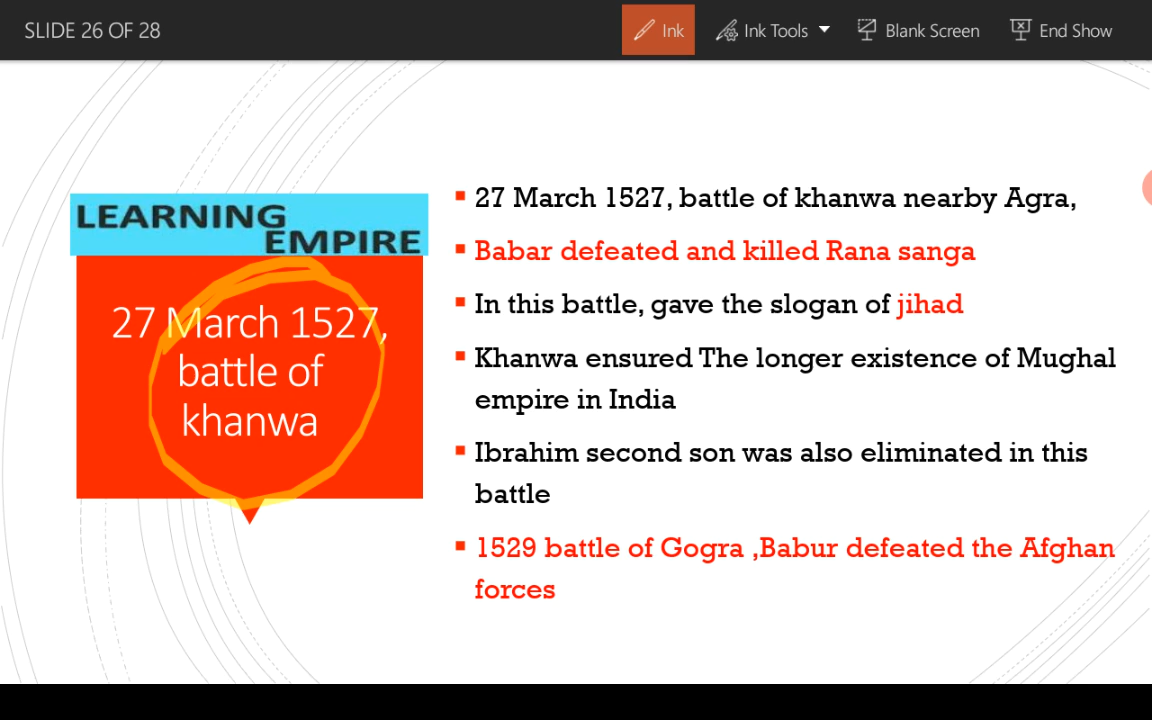 SLIDE 26 OF 28
Ink
Ink Tools
Blank Screen
End Show
LEARNING
EMPIRE
27 March 1527,
battle of
khanwa
27 March 1527, battle of khanwa nearby Agra,
Babar defeated and killed Rana sanga
In this battle, gave the slogan of jihad
Khanwa ensured The longer existence of Mughal
empire in India
Ibrahim second son was also eliminated in this
battle
1529 battle of Gogra ,Babur defeated the Afghan
forces